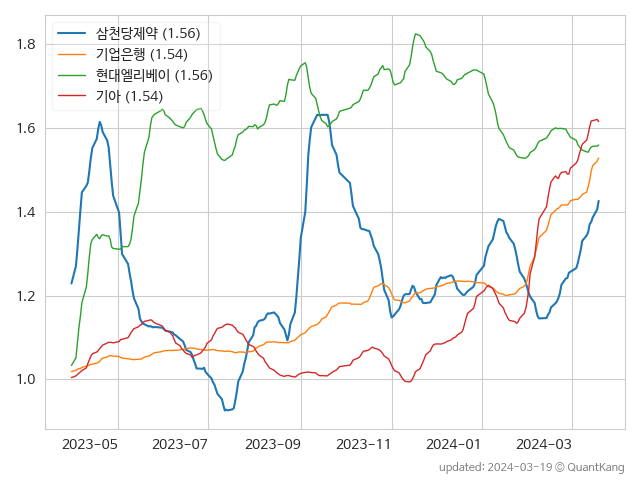 삼천당제약 (1.56)
기업은행 (1.54)
현대엘리베이 (1.56)
기아 (1.54)
1.8
1.6
1.4
1.2
1.0
2023-05 2023-07 2023-09 2023-11 2024-01 2024-03
updated: 2024-03-19 © QuantKang